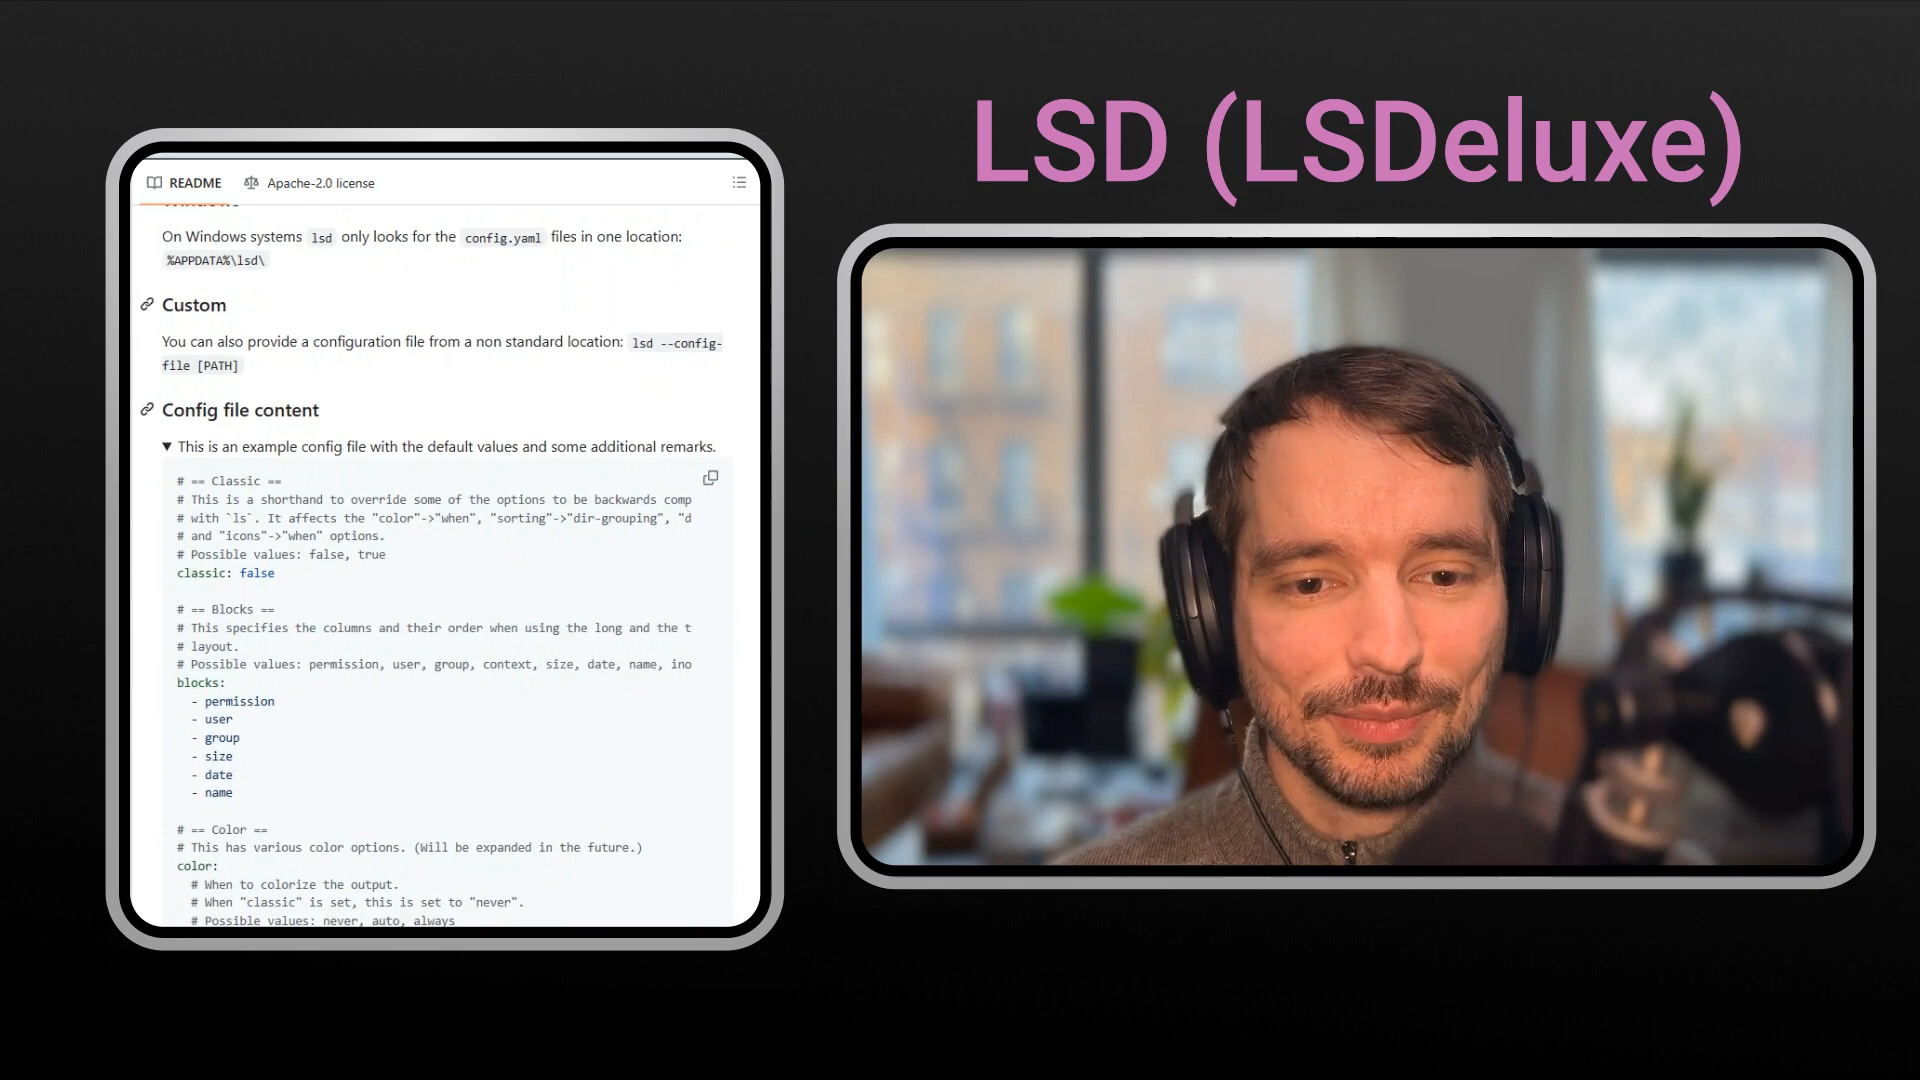 LSD (LSDeluxe)
README
Apache-2.0 license
On Windows systems lsd only looks for the config.yaml files in one location:
%APPDATA%\lsd\
Custom
You can also provide a configuration file from a non standard location: lsd --config-
file [PATH]
Config file content
▼ This is an example config file with the default values and some additional remarks.
# == Classic ==
# This is a shorthand to override some of the options to be backwards comp
# with `ls`. It affects the "color"->"when", "sorting"->"dir-grouping", "d
# and "icons"->"when" options.
# Possible values: false, true
classic: false
# == Blocks ==
# This specifies the columns and their order when using the long and the t
# layout.
# Possible values: permission, user, group, context, size, date, name, ino
blocks:
- permission
- user
- group
- size
- date
- name
# == Color ==
# This has various color options. (Will be expanded in the future.)
color:
# When to colorize the output.
# When "classic" is set, this is set to "never".
# Possible values: never, auto, always